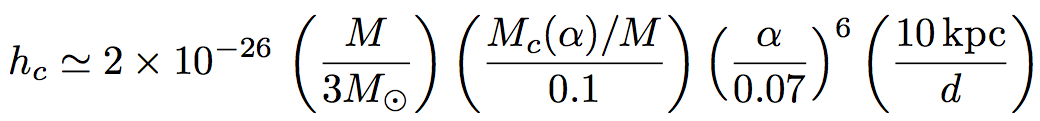 h_c ≃ 2 × 10^{−26} (M / 3M_⊙) (M_c(α)/M / 0.1) (α / 0.07)^6 (10 kpc / d)